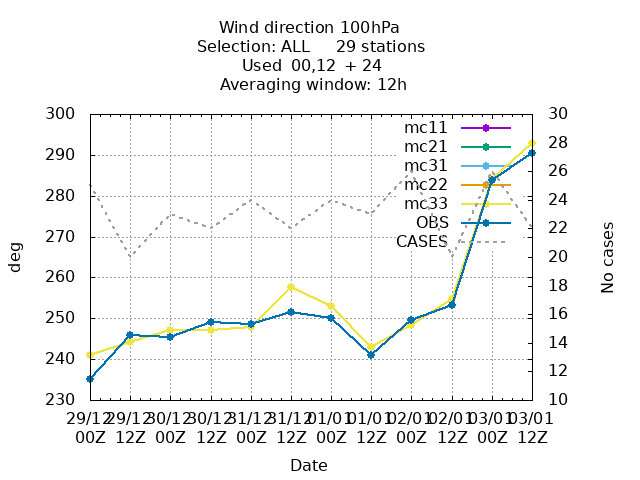 Wind direction 100hPa
Selection: ALL 29 stations
Used 00,12 + 24
Averaging window: 12h
300
290
280
270
260
250
240
230
deg
30
28
26
24
22
20
18
16
14
12
10
No cases
mc11
mc21
mc31
mc22
mc33
OBS
CASES
29/12 29/12 30/12 30/12 31/12 31/12 01/01 01/01 02/01 02/01 03/01 03/01
00Z 12Z 00Z 12Z 00Z 12Z 00Z 12Z 00Z 12Z 00Z 12Z
Date